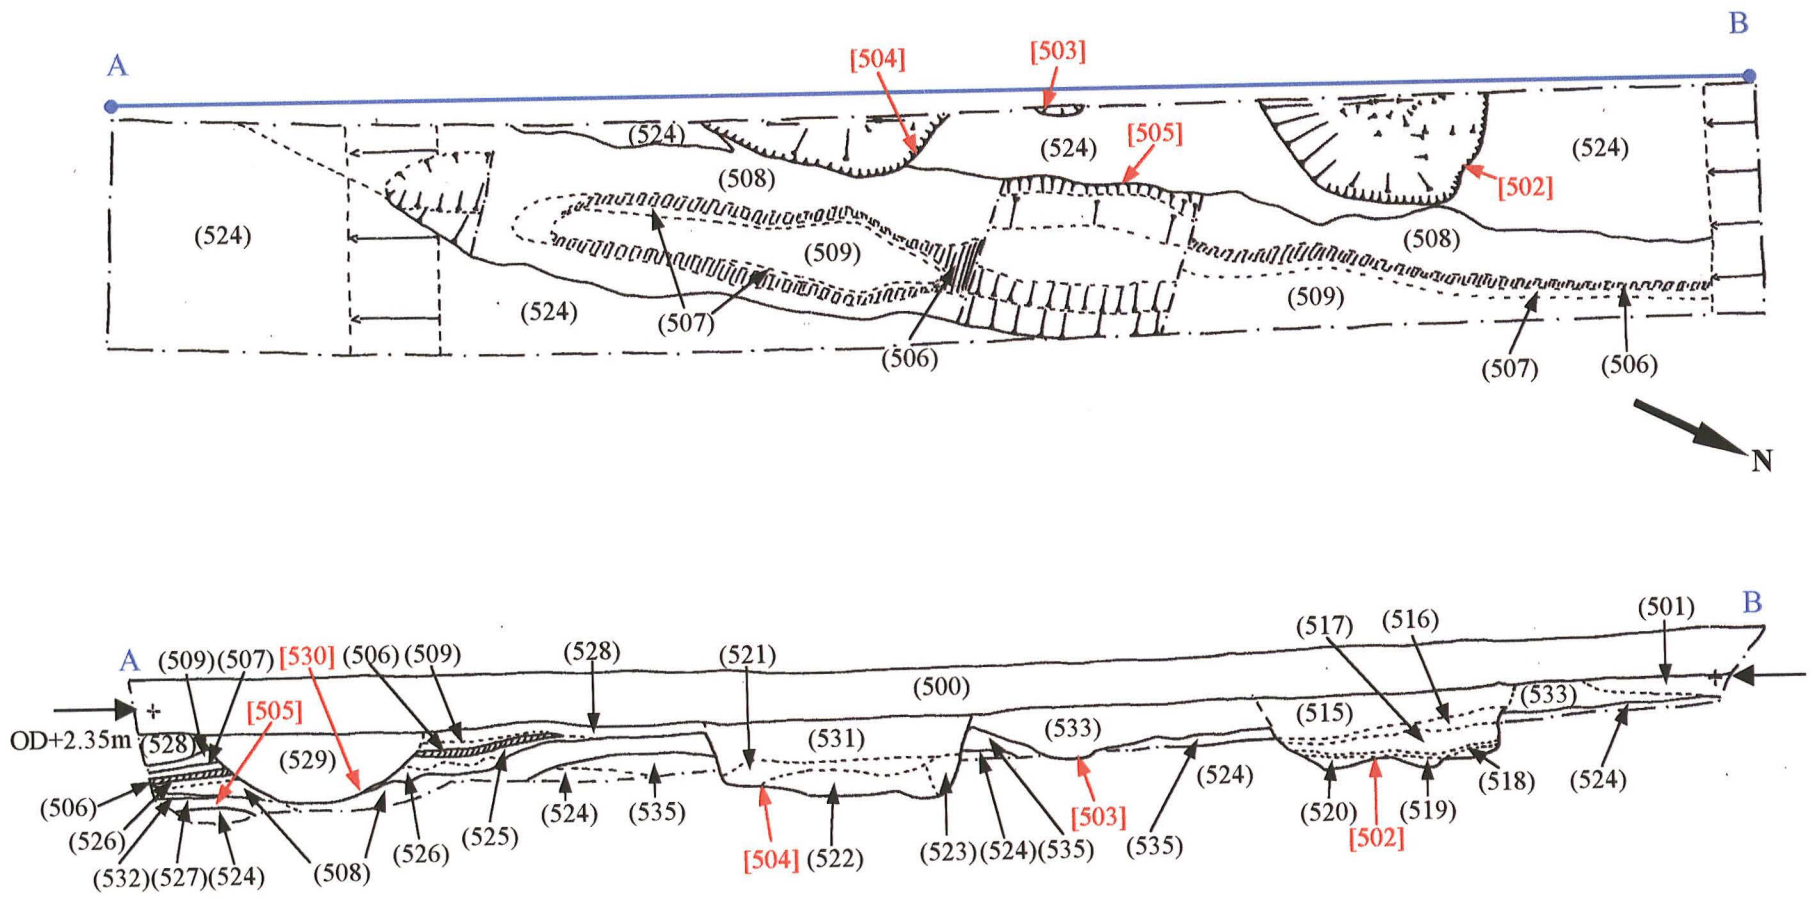 B
A
[504] [503]
(524) [505]
(524) (524)
(508) [502]
(524) (509) (508)
(509)
(524) (507)
(506) (507) (506)
N
(501) B
(517) (516)
A (509) (507) [530] (506) (509) (528) (521)
(500)
[505] (533)
(515)
OD+2.35m (528) (529) (531) (533)
(524)
(506) (524) (535) (518) (524)
(526) (525) [503] (520) (519)
(526) [504] (522) (523) (524) (535) (535) [502]
(532) (527) (524) (508)